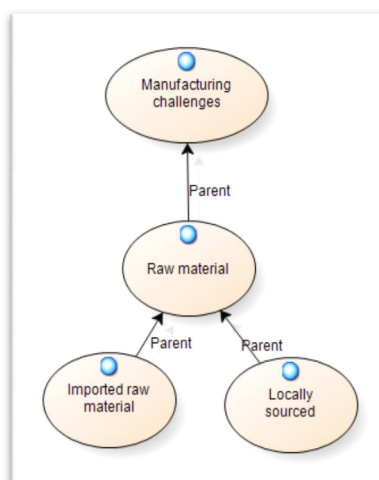 Manufacturing
challenges
Parent
Raw material
Parent
Parent
Imported raw
material
Locally
sourced